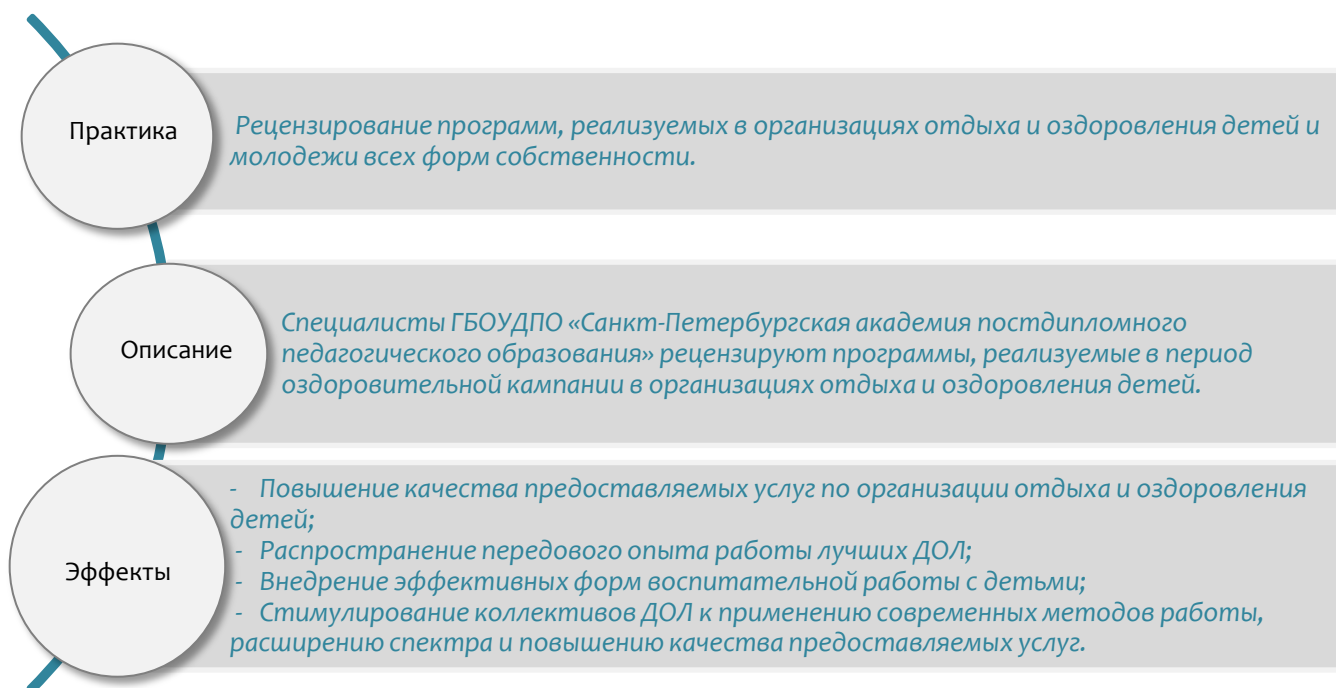 Практика
Рецензирование программ, реализуемых в организациях отдыха и оздоровления детей и
молодежи всех форм собственности.
Описание
Специалисты ГБОУДПО «Санкт-Петербургская академия постдипломного
педагогического образования» рецензируют программы, реализуемые в период
оздоровительной кампании в организациях отдыха и оздоровления детей.
Эффекты
- Повышение качества предоставляемых услуг по организации отдыха и оздоровления
детей;
- Распространение передового опыта работы лучших ДОЛ;
- Внедрение эффективных форм воспитательной работы с детьми;
- Стимулирование коллективов ДОЛ к применению современных методов работы,
расширению спектра и повышению качества предоставляемых услуг.